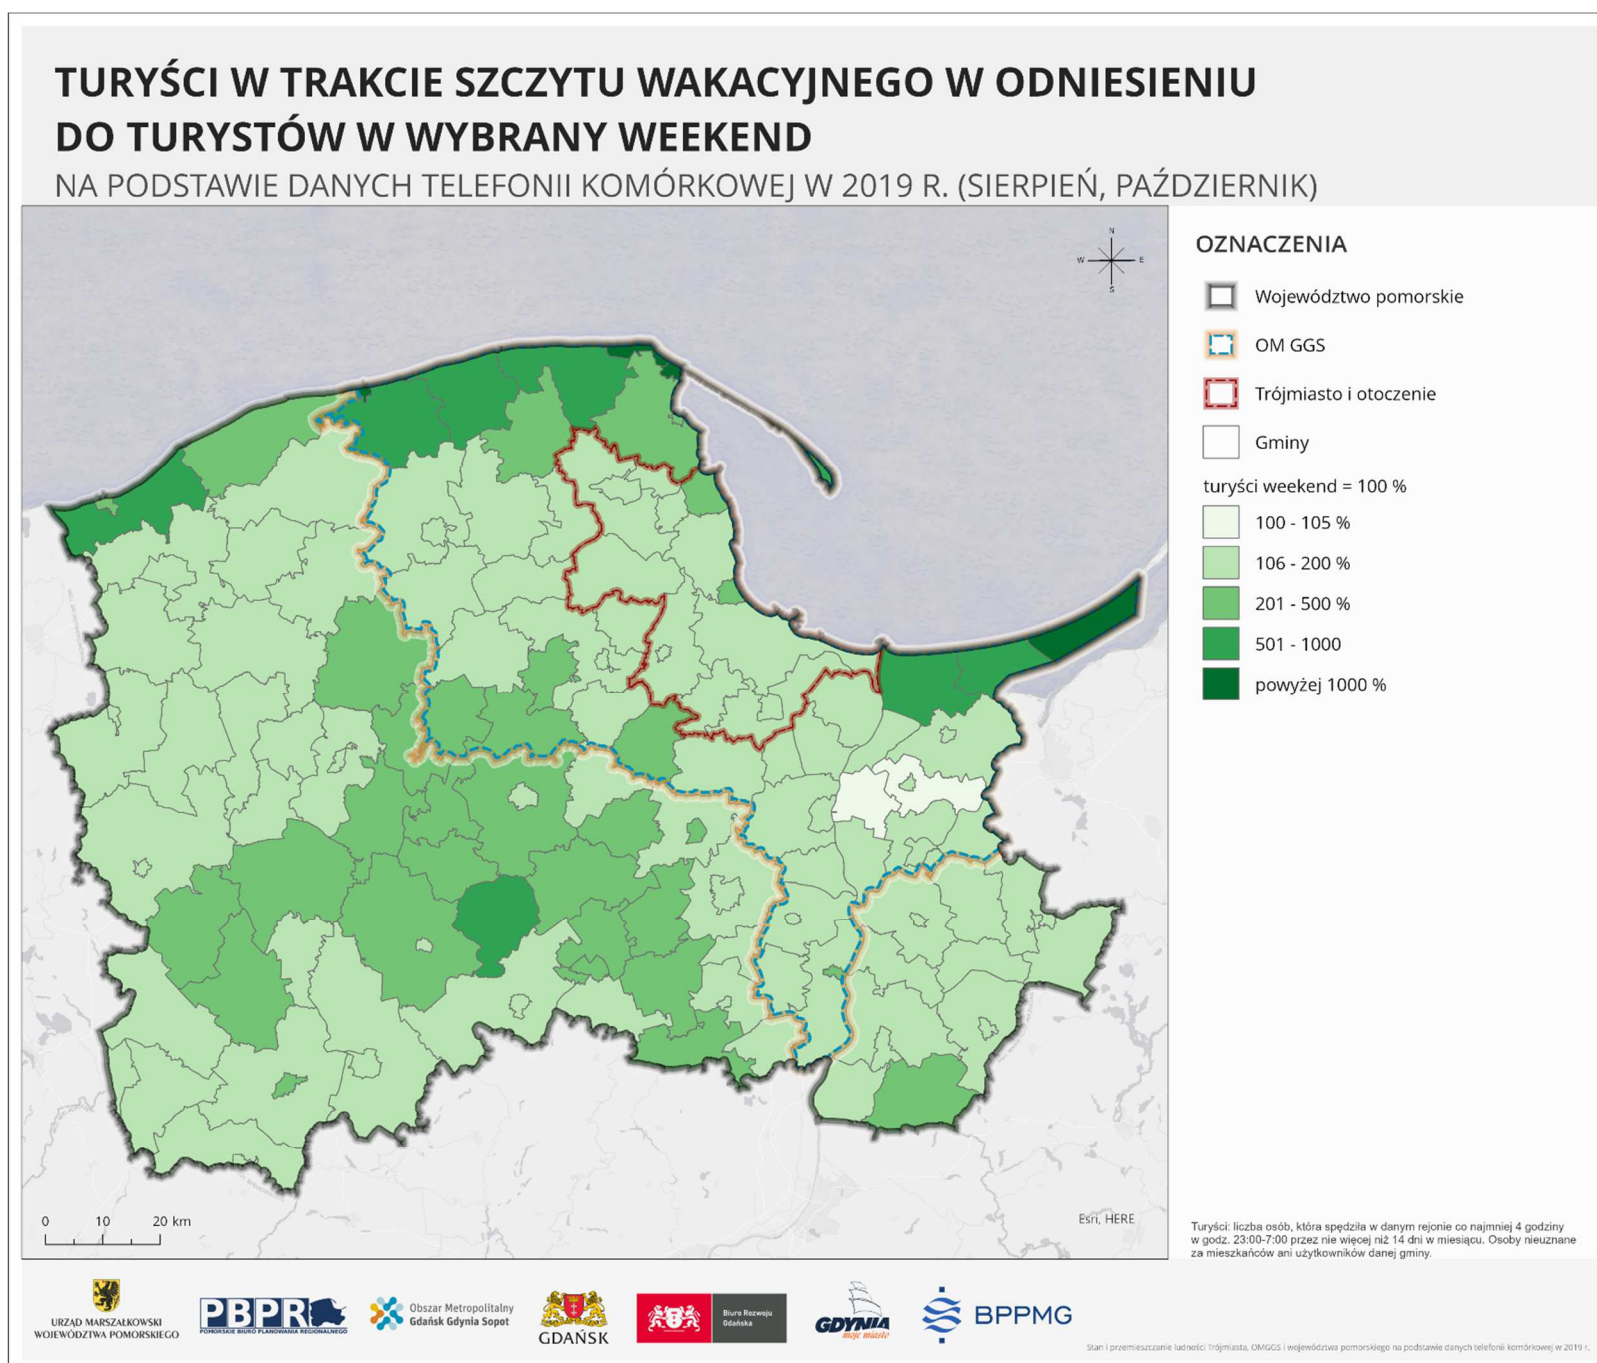 TURYŚCI W TRAKCIE SZCZYTU WAKACYJNEGO W ODNIESIENIU
DO TURYSTÓW W WYBRANY WEEKEND
NA PODSTAWIE DANYCH TELEFONII KOMÓRKOWEJ W 2019 R. (SIERPIEŃ, PAŹDZIERNIK)
N
W E
S
OZNACZENIA
Województwo pomorskie
OM GGS
Trójmiasto i otoczenie
Gminy
turyści weekend = 100 %
100 - 105 %
106 - 200 %
201 - 500 %
501 - 1000
powyżej 1000 %
0 10 20 km
Esri, HERE
Turyści: liczba osób, która spędziła w danym rejonie co najmniej 4 godziny
w godz. 23:00-7:00 przez nie więcej niż 14 dni w miesiącu. Osoby nieuznane
za mieszkańców ani użytkowników danej gminy.
URZĄD MARSZAŁKOWSKI
WOJEWÓDZTWA POMORSKIEGO
PBPR
POMORSKIE BIURO PLANOWANIA REGIONALNEGO
Obszar Metropolitalny
Gdańsk Gdynia Sopot
GDAŃSK
Biuro Rozwoju
Gdańska
GDYNIA
moje miasto
BPPMG
Stan i przemieszczanie ludności Trójmiasta, OMGGS i województwa pomorskiego na podstawie danych telefonii komórkowej w 2019 r.